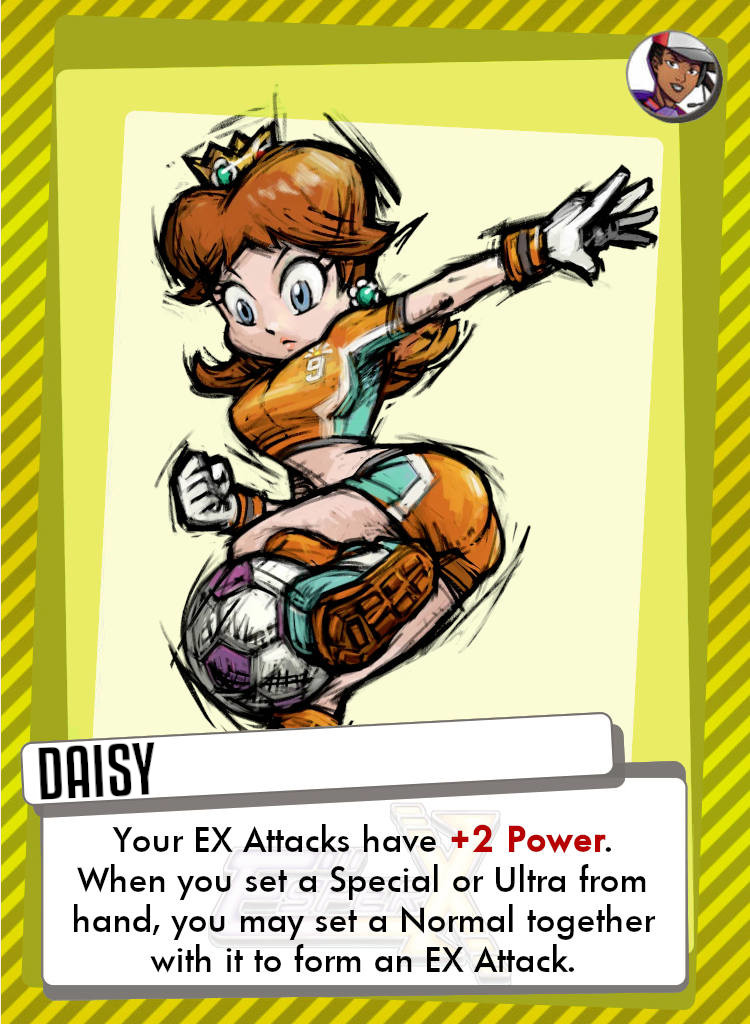 9
DAISY
Your EX Attacks have +2 Power.
When you set a Special or Ultra from
hand, you may set a Normal together
with it to form an EX Attack.